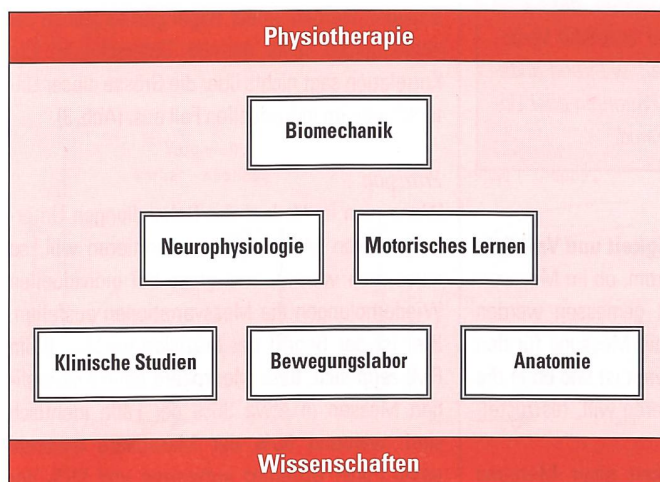 Physiotherapie
Biomechanik
Neurophysiologie
Motorisches Lernen
Klinische Studien
Bewegungslabor
Anatomie
Wissenschaften